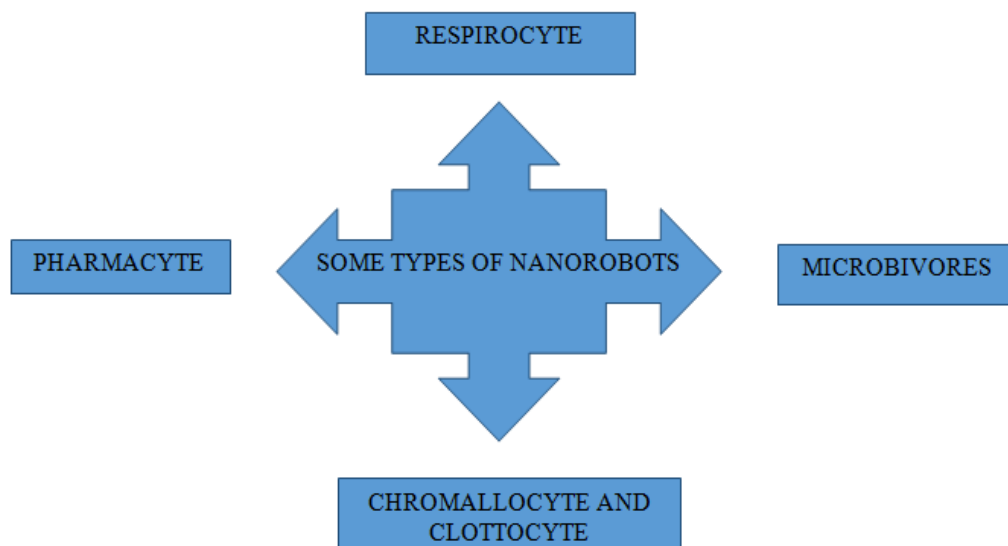 RESPIROCYTE
PHARMACYTE
SOME TYPES OF NANOROBOTS
MICROBIVORES
CHROMALLOCYTE AND
CLOTTOCYTE